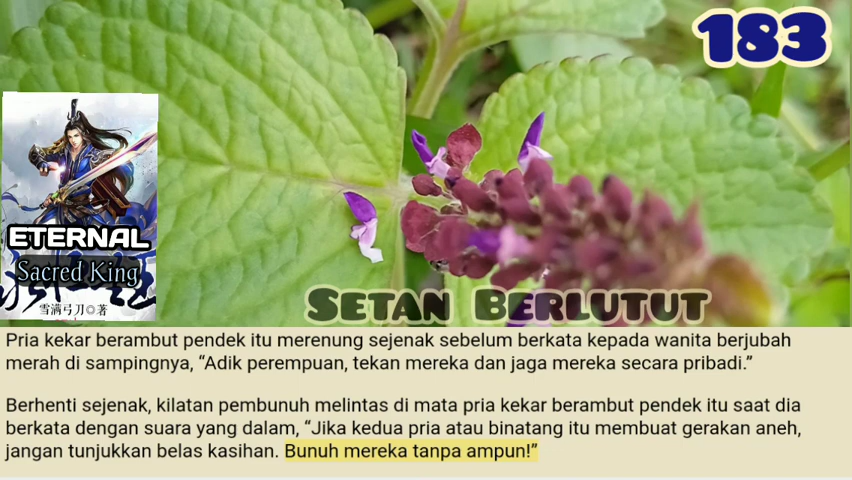 183
ETERNAL
Sacred King
雪满弓刀◎著
SETAN BERLUTUT
Pria kekar berambut pendek itu merenung sejenak sebelum berkata kepada wanita berjubah
merah di sampingnya, “Adik perempuan, tekan mereka dan jaga mereka secara pribadi.”
Berhenti sejenak, kilatan pembunuh melintas di mata pria kekar berambut pendek itu saat dia
berkata dengan suara yang dalam, “Jika kedua pria atau binatang itu membuat gerakan aneh,
jangan tunjukkan belas kasihan. Bunuh mereka tanpa ampun!”